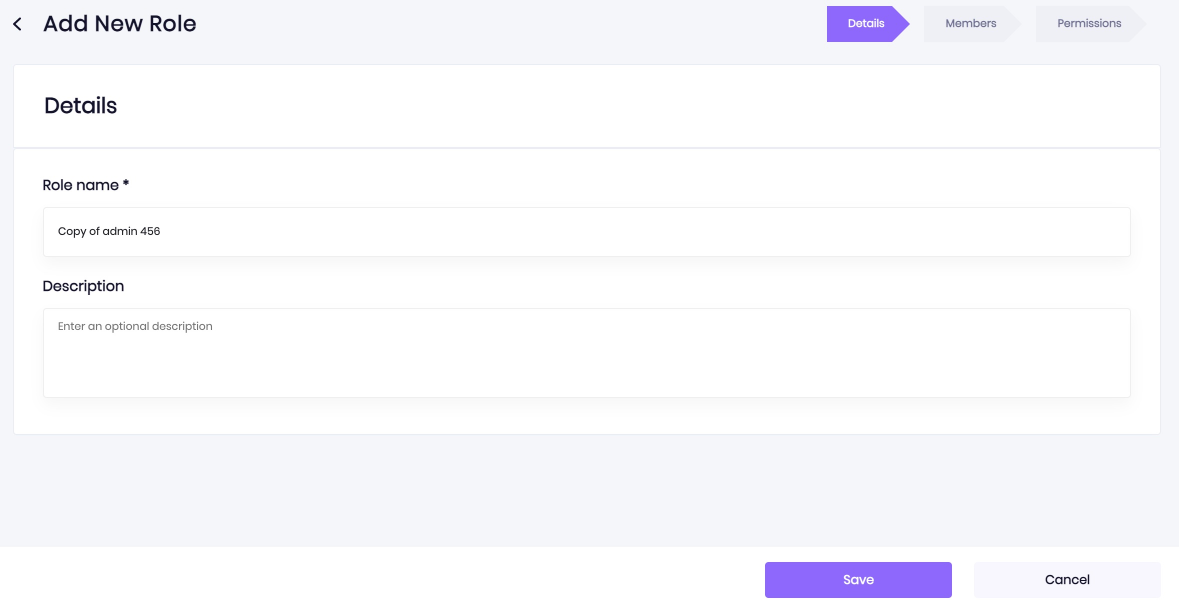 Add New Role
Details
Members
Permissions
Details
Role name *
Copy of admin 456
Description
Enter an optional description
Save
Cancel